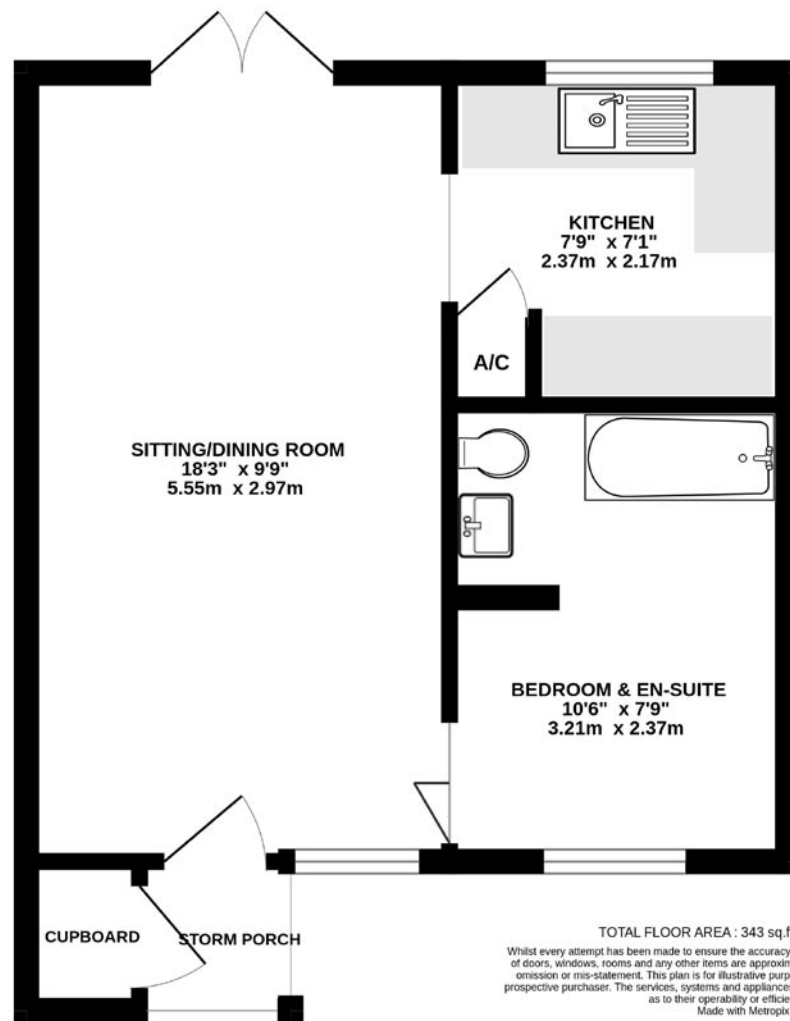 KITCHEN
7'9" x 7'1"
2.37m x 2.17m
A/C
SITTING/DINING ROOM
18'3" x 9'9"
5.55m x 2.97m
BEDROOM & EN-SUITE
10'6" x 7'9"
3.21m x 2.37m
CUPBOARD
STORM PORCH
TOTAL FLOOR AREA : 343 sq.f
Whilst every attempt has been made to ensure the accuracy
of doors, windows, rooms and any other items are approxim
omission or mis-statement. This plan is for illustrative purp
prospective purchaser. The services, systems and appliances
as to their operability or efficie
Made with Metropix